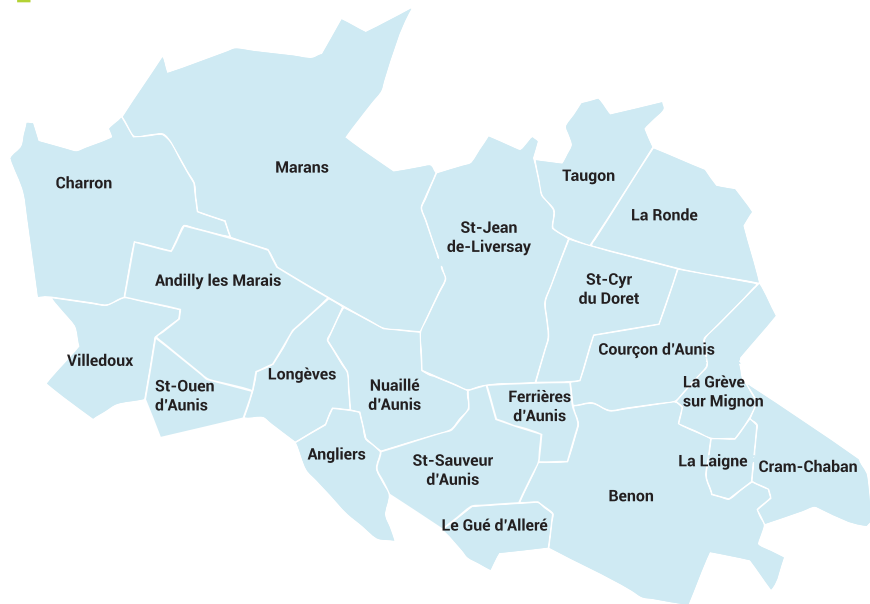 Marans
Taugon
Charron
La Ronde
St-Jean
de-Liversay
Andilly les Marais
St-Cyr
du Doret
Courçon d'Aunis
Villedoux
Longèves
St-Ouen
d'Aunis
Nuaillé
d'Aunis
La Grève
sur Mignon
Ferrières
d'Aunis
Angliers
St-Sauveur
d'Aunis
La Laigne
Cram-Chaban
Benon
Le Gué d'Alleré